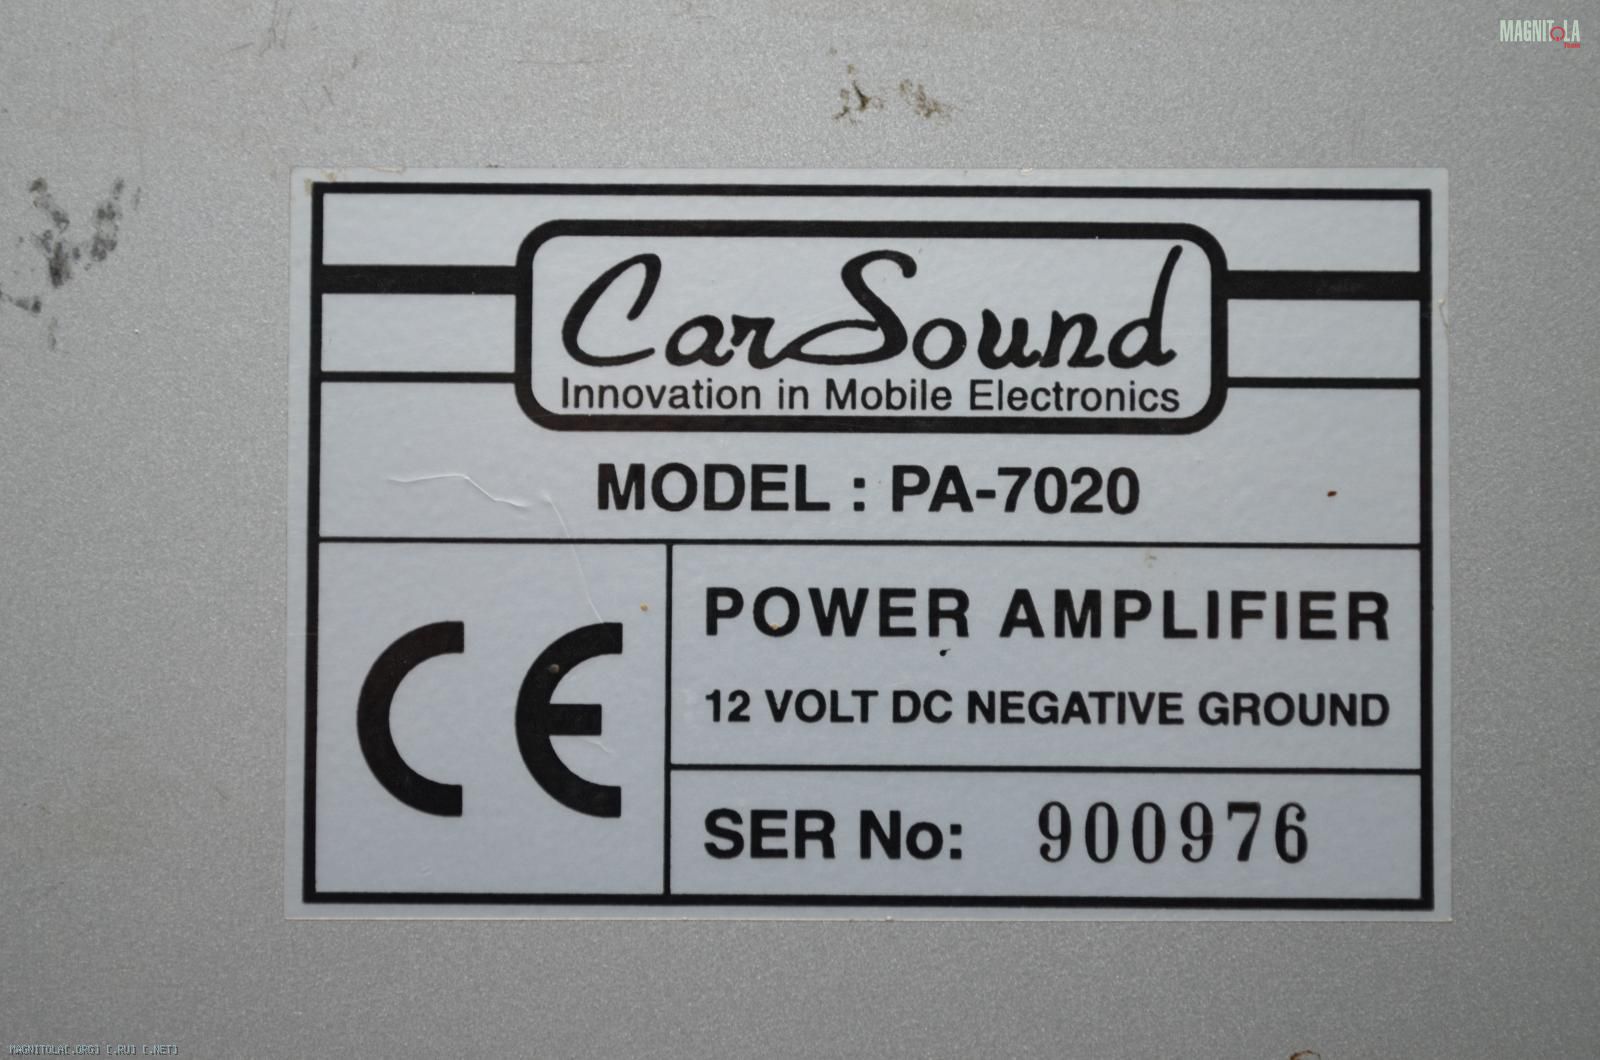 MAGNITOLA
Team
CarSound
Innovation in Mobile Electronics
MODEL : PA-7020
CE
POWER AMPLIFIER
12 VOLT DC NEGATIVE GROUND
SER No: 900976
MAGNITOLA[.ORG] [.RU] [.NET]